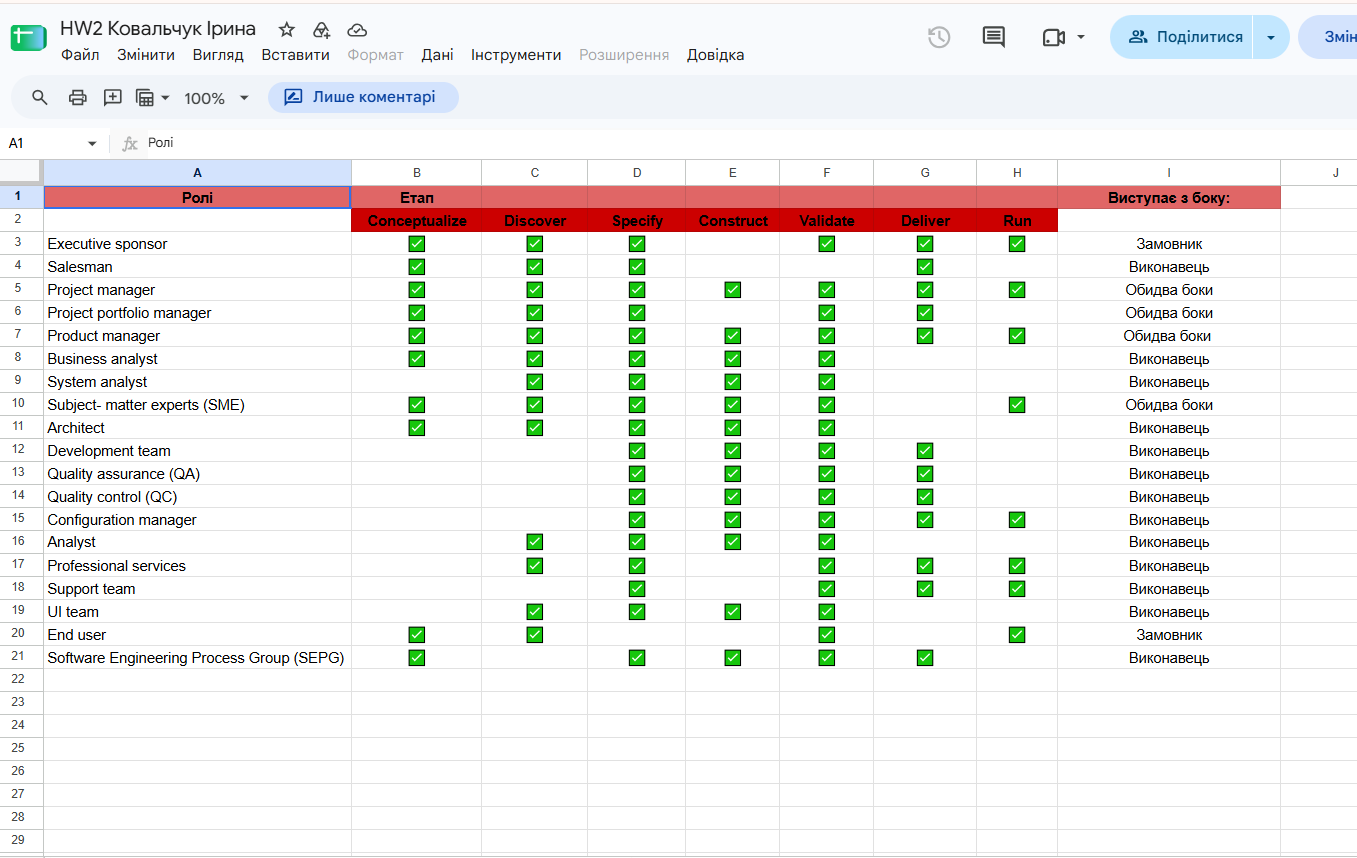 HW2 Ковальчук Ірина
Файл Змінити Вигляд Вставити Формат Дані Інструменти Розширення Довідка
Поділитися
Змін
100%
Лише коментарі
A1
fx Ролі
A B C D E F G H I J
1 Ролі Етап Виступає з боку:
2 Conceptualize Discover Specify Construct Validate Deliver Run
3 Executive sponsor ✅ ✅ ✅ ✅ ✅ ✅ Замовник
4 Salesman ✅ ✅ ✅ ✅ Виконавець
5 Project manager ✅ ✅ ✅ ✅ ✅ ✅ ✅ Обидва боки
6 Project portfolio manager ✅ ✅ ✅ ✅ ✅ Обидва боки
7 Product manager ✅ ✅ ✅ ✅ ✅ ✅ ✅ Обидва боки
8 Business analyst ✅ ✅ ✅ ✅ ✅ Виконавець
9 System analyst ✅ ✅ ✅ ✅ Виконавець
10 Subject- matter experts (SME) ✅ ✅ ✅ ✅ ✅ ✅ Обидва боки
11 Architect ✅ ✅ ✅ ✅ ✅ Виконавець
12 Development team ✅ ✅ ✅ ✅ Виконавець
13 Quality assurance (QA) ✅ ✅ ✅ ✅ Виконавець
14 Quality control (QC) ✅ ✅ ✅ ✅ Виконавець
15 Configuration manager ✅ ✅ ✅ ✅ ✅ Виконавець
16 Analyst ✅ ✅ ✅ ✅ Виконавець
17 Professional services ✅ ✅ ✅ ✅ ✅ Виконавець
18 Support team ✅ ✅ ✅ ✅ Виконавець
19 UI team ✅ ✅ ✅ ✅ Виконавець
20 End user ✅ ✅ ✅ ✅ Замовник
21 Software Engineering Process Group (SEPG) ✅ ✅ ✅ ✅ ✅ Виконавець
22
23
24
25
26
27
28
29